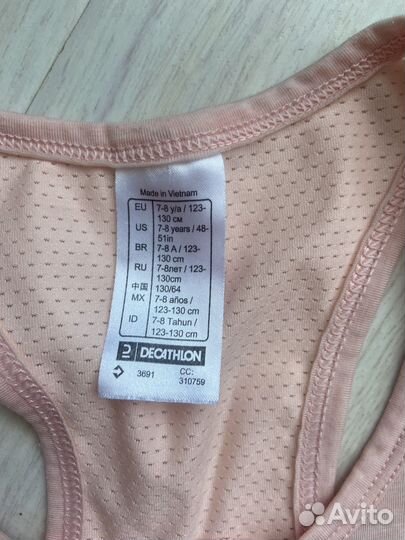 Made in Vietnam
EU 7-8 y/a / 123-
130 см
US 7-8 years / 48-
51in
BR 7-8 A / 123-
130 cm
RU 7-8лет / 123-
130cm
中国 130/64
MX 7-8 años /
123-130 cm
ID 7-8 Tahun /
123-130 cm
DECATHLON
3691 CC:
310759
Avito